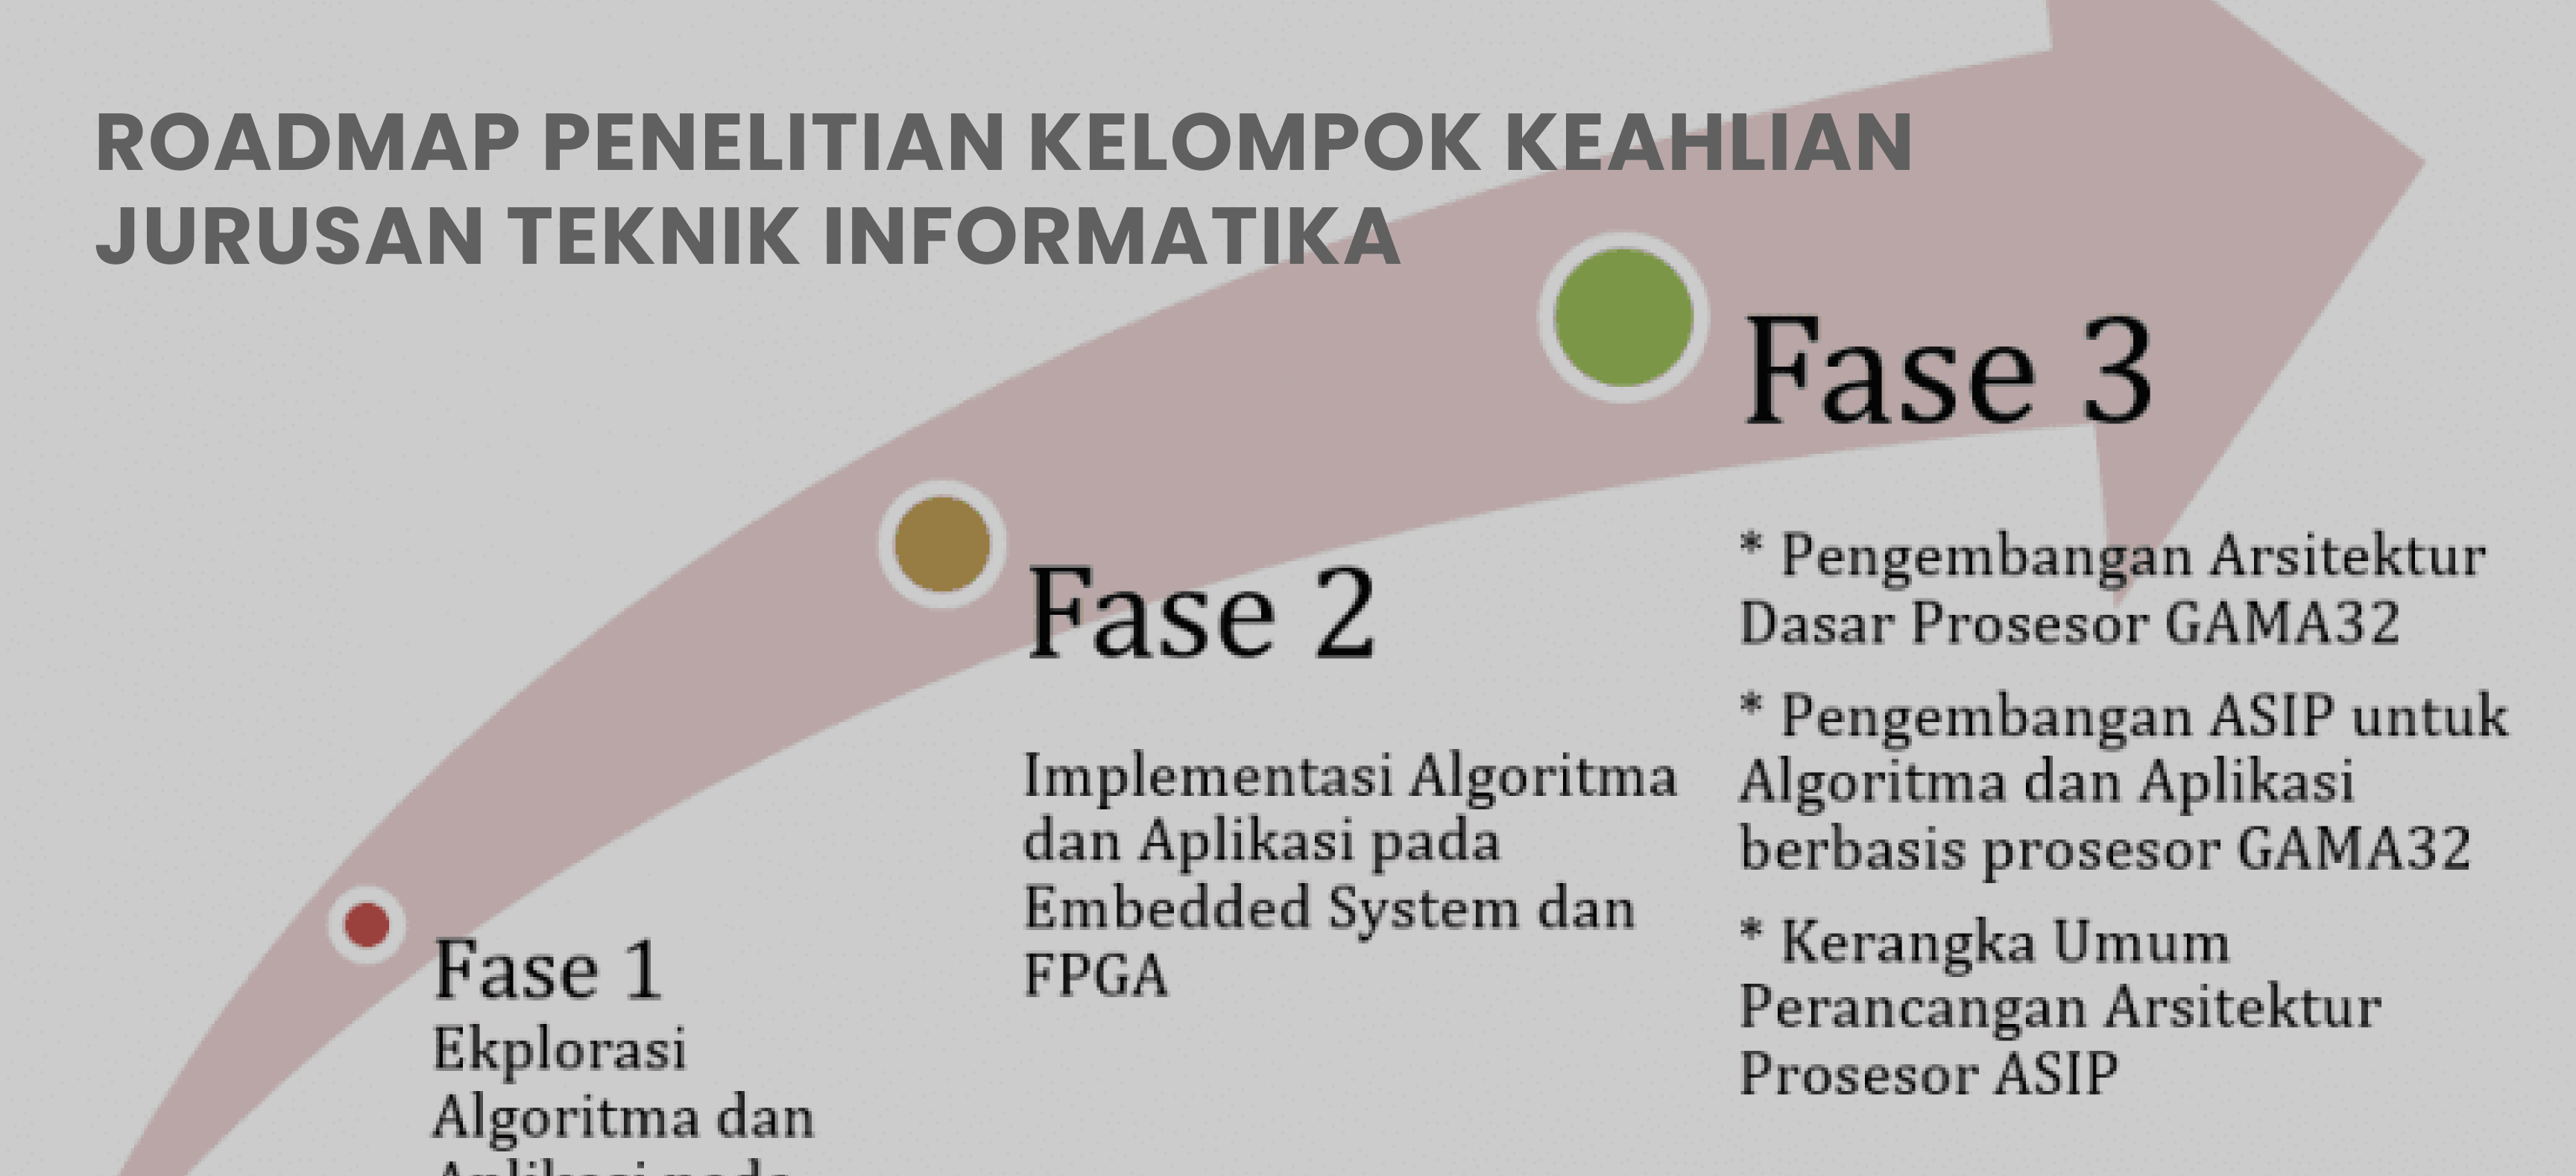 ROADMAP PENELITIAN KELOMPOK KEAHLIAN
JURUSAN TEKNIK INFORMATIKA
Fase 1
Ekplorasi
Algoritma dan
Aplikasi pada
Fase 2
Implementasi Algoritma
dan Aplikasi pada
Embedded System dan
FPGA
Fase 3
* Pengembangan Arsitektur
Dasar Prosesor GAMA32
* Pengembangan ASIP untuk
Algoritma dan Aplikasi
berbasis prosesor GAMA32
* Kerangka Umum
Perancangan Arsitektur
Prosesor ASIP